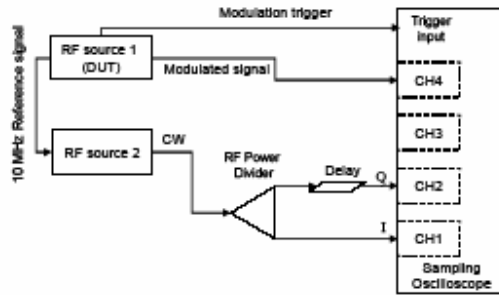 Modulation trigger
Trigger
input
10 MHz Reference signal
RF source 1
(DUT)
Modulated signal
CH4
CH3
RF source 2
CW
RF Power
Divider
Delay
Q
CH2
I
CH1
Sampling
Oscilloscope